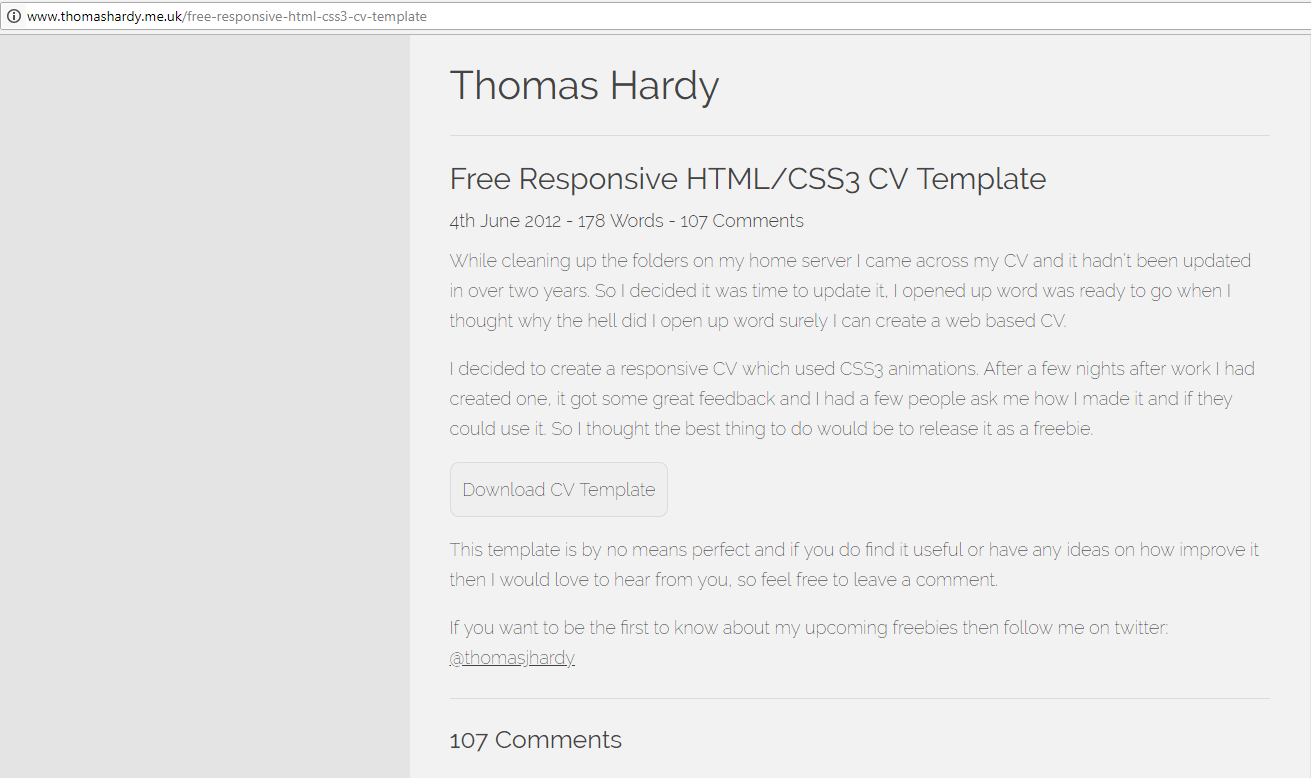 www.thomashardy.me.uk/free-responsive-html-css3-cv-template
Thomas Hardy
Free Responsive HTML/CSS3 CV Template
4th June 2012 - 178 Words - 107 Comments
While cleaning up the folders on my home server I came across my CV and it hadn't been updated
in over two years. So I decided it was time to update it, I opened up word was ready to go when I
thought why the hell did I open up word surely I can create a web based CV.
I decided to create a responsive CV which used CSS3 animations. After a few nights after work I had
created one, it got some great feedback and I had a few people ask me how I made it and if they
could use it. So I thought the best thing to do would be to release it as a freebie.
Download CV Template
This template is by no means perfect and if you do find it useful or have any ideas on how improve it
then I would love to hear from you, so feel free to leave a comment.
If you want to be the first to know about my upcoming freebies then follow me on twitter:
@thomasjhardy
107 Comments